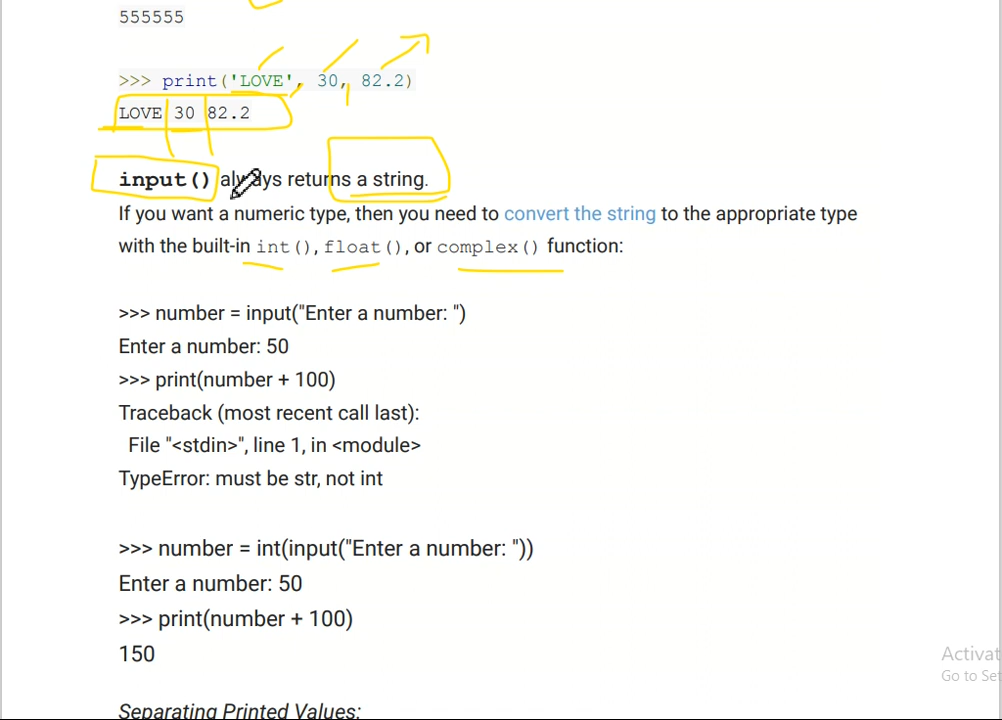 555555
>>> print('LOVE', 30, 82.2)
LOVE 30 82.2
input() always returns a string.
If you want a numeric type, then you need to convert the string to the appropriate type
with the built-in int(), float(), or complex() function:
>>> number = input("Enter a number: ")
Enter a number: 50
>>> print(number + 100)
Traceback (most recent call last):
File "<stdin>", line 1, in <module>
TypeError: must be str, not int
>>> number = int(input("Enter a number: "))
Enter a number: 50
>>> print(number + 100)
150
Activat
Go to Set
Separating Printed Values: